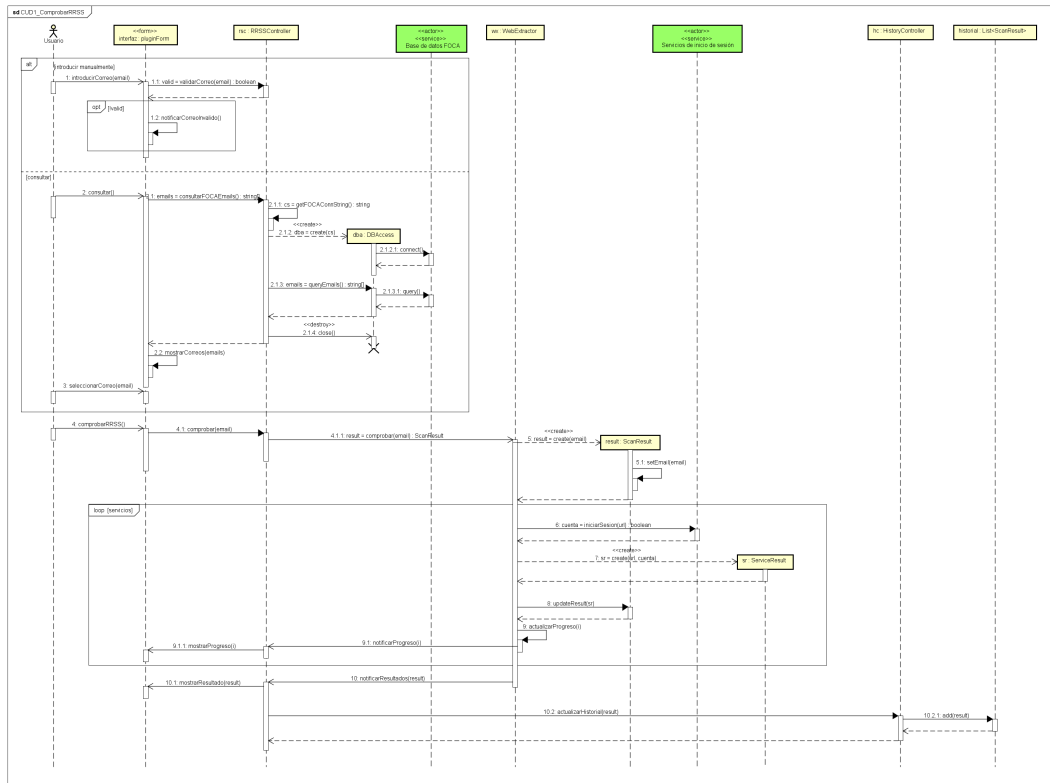 sd CUD1_ComprobarRRSS
Usuario
<<form>>
interfaz : pluginForm
rsc : RRSSController
<<actor>>
<<service>>
Base de datos FOCA
we : WebExtractor
<<actor>>
<<service>>
Servicios de inicio de sesión
hc : HistoryController
historial : List<ScanResult>
alt
[introducir manualmente]
1: introducirCorreo(email)
1.1: valid = validarCorreo(email) : boolean
opt
[!valid]
1.2: notificarCorreoInvalido()
[consultar]
2: consultar()
2.1: emails = consultarFOCAEmails() : string[]
2.1.1: cs = getFOCAConnString() : string
<<create>>
2.1.2: dba = create(cs)
dba : DBAccess
2.1.2.1: connect()
2.1.3: emails = queryEmails() : string[]
2.1.3.1: query()
<<destroy>>
2.1.4: close()
2.2: mostrarCorreos(emails)
3: seleccionarCorreo(email)
4: comprobarRRSS()
4.1: comprobar(email)
4.1.1: result = comprobar(email) : ScanResult
<<create>>
5: result = create(email)
result : ScanResult
5.1: setEmail(email)
loop
[servicios]
6: cuenta = iniciarSesion(url) : boolean
<<create>>
7: sr = create(url, cuenta)
sr : ServiceResult
8: updateResult(sr)
9: actualizarProgreso(i)
9.1: notificarProgreso(i)
9.1.1: mostrarProgreso(i)
10: notificarResultados(result)
10.1: mostrarResultado(result)
10.2: actualizarHistorial(result)
10.2.1: add(result)